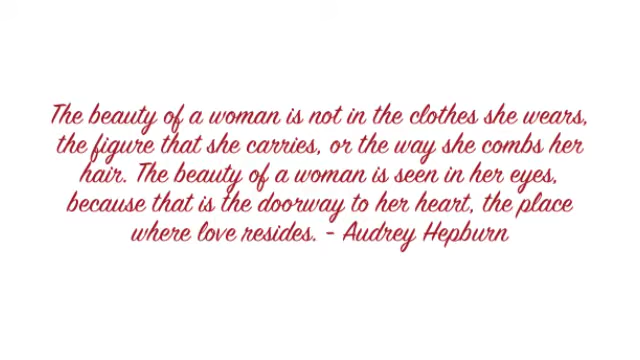 The beauty of a woman is not in the clothes she wears,
the figure that she carries, or the way she combs her
hair. The beauty of a woman is seen in her eyes,
because that is the doorway to her heart, the place
where love resides. - Audrey Hepburn